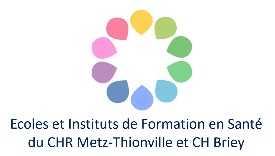 Ecoles et Instituts de Formation en Santé
du CHR Metz-Thionville et CH Briey